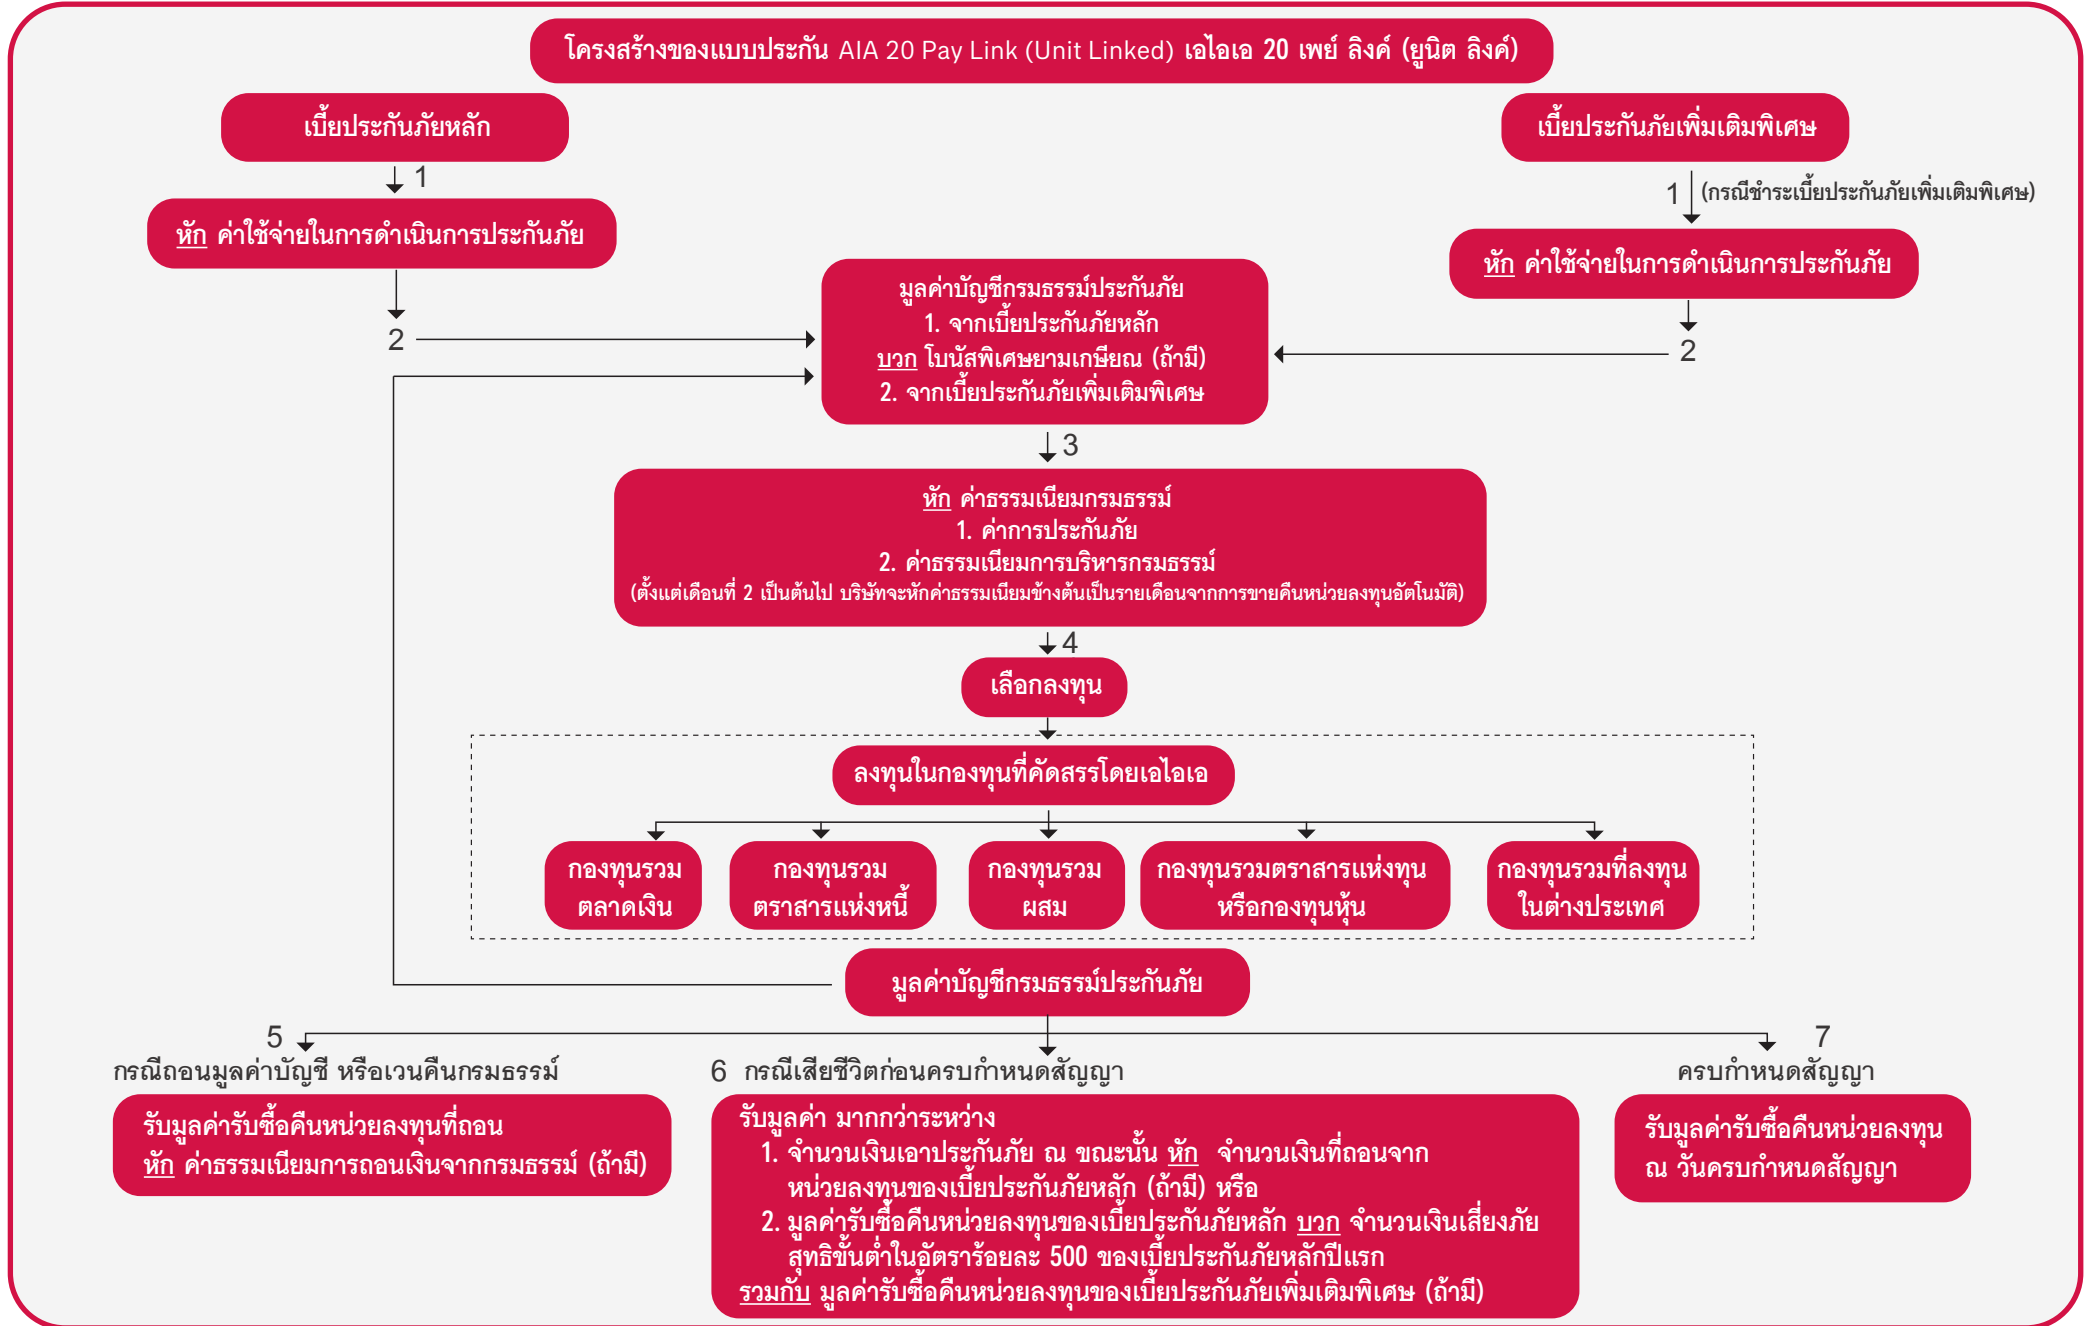 โครงสร้างของแบบประกัน AIA 20 Pay Link (Unit Linked) เอไอเอ 20 เพย์ ลิงค์ (ยูนิต ลิงค์)
เบี้ยประกันภัยหลัก
1
หัก ค่าใช้จ่ายในการดำเนินการประกันภัย
2
เบี้ยประกันภัยเพิ่มเติมพิเศษ
1 (กรณีชำระเบี้ยประกันภัยเพิ่มเติมพิเศษ)
หัก ค่าใช้จ่ายในการดำเนินการประกันภัย
2
มูลค่าบัญชีกรมธรรม์ประกันภัย
1. จากเบี้ยประกันภัยหลัก
บวก โบนัสพิเศษยามเกษียณ (ถ้ามี)
2. จากเบี้ยประกันภัยเพิ่มเติมพิเศษ
3
หัก ค่าธรรมเนียมกรมธรรม์
1. ค่าการประกันภัย
2. ค่าธรรมเนียมการบริหารกรมธรรม์
(ตั้งแต่เดือนที่ 2 เป็นต้นไป บริษัทจะหักค่าธรรมเนียมข้างต้นเป็นรายเดือนจากการขายคืนหน่วยลงทุนอัตโนมัติ)
4
เลือกลงทุน
ลงทุนในกองทุนที่คัดสรรโดยเอไอเอ
กองทุนรวม
ตลาดเงิน
กองทุนรวม
ตราสารแห่งหนี้
กองทุนรวม
ผสม
กองทุนรวมตราสารแห่งทุน
หรือกองทุนหุ้น
กองทุนรวมที่ลงทุน
ในต่างประเทศ
มูลค่าบัญชีกรมธรรม์ประกันภัย
5
กรณีถอนมูลค่าบัญชี หรือเวนคืนกรมธรรม์
รับมูลค่ารับซื้อคืนหน่วยลงทุนที่ถอน
หัก ค่าธรรมเนียมการถอนเงินจากกรมธรรม์ (ถ้ามี)
6 กรณีเสียชีวิตก่อนครบกำหนดสัญญา
รับมูลค่า มากกว่าระหว่าง
1. จำนวนเงินเอาประกันภัย ณ ขณะนั้น หัก จำนวนเงินที่ถอนจาก
หน่วยลงทุนของเบี้ยประกันภัยหลัก (ถ้ามี) หรือ
2. มูลค่ารับซื้อคืนหน่วยลงทุนของเบี้ยประกันภัยหลัก บวก จำนวนเงินเสี่ยงภัย
สุทธิขั้นต่ำในอัตราร้อยละ 500 ของเบี้ยประกันภัยหลักปีแรก
รวมกับ มูลค่ารับซื้อคืนหน่วยลงทุนของเบี้ยประกันภัยเพิ่มเติมพิเศษ (ถ้ามี)
7
ครบกำหนดสัญญา
รับมูลค่ารับซื้อคืนหน่วยลงทุน
ณ วันครบกำหนดสัญญา